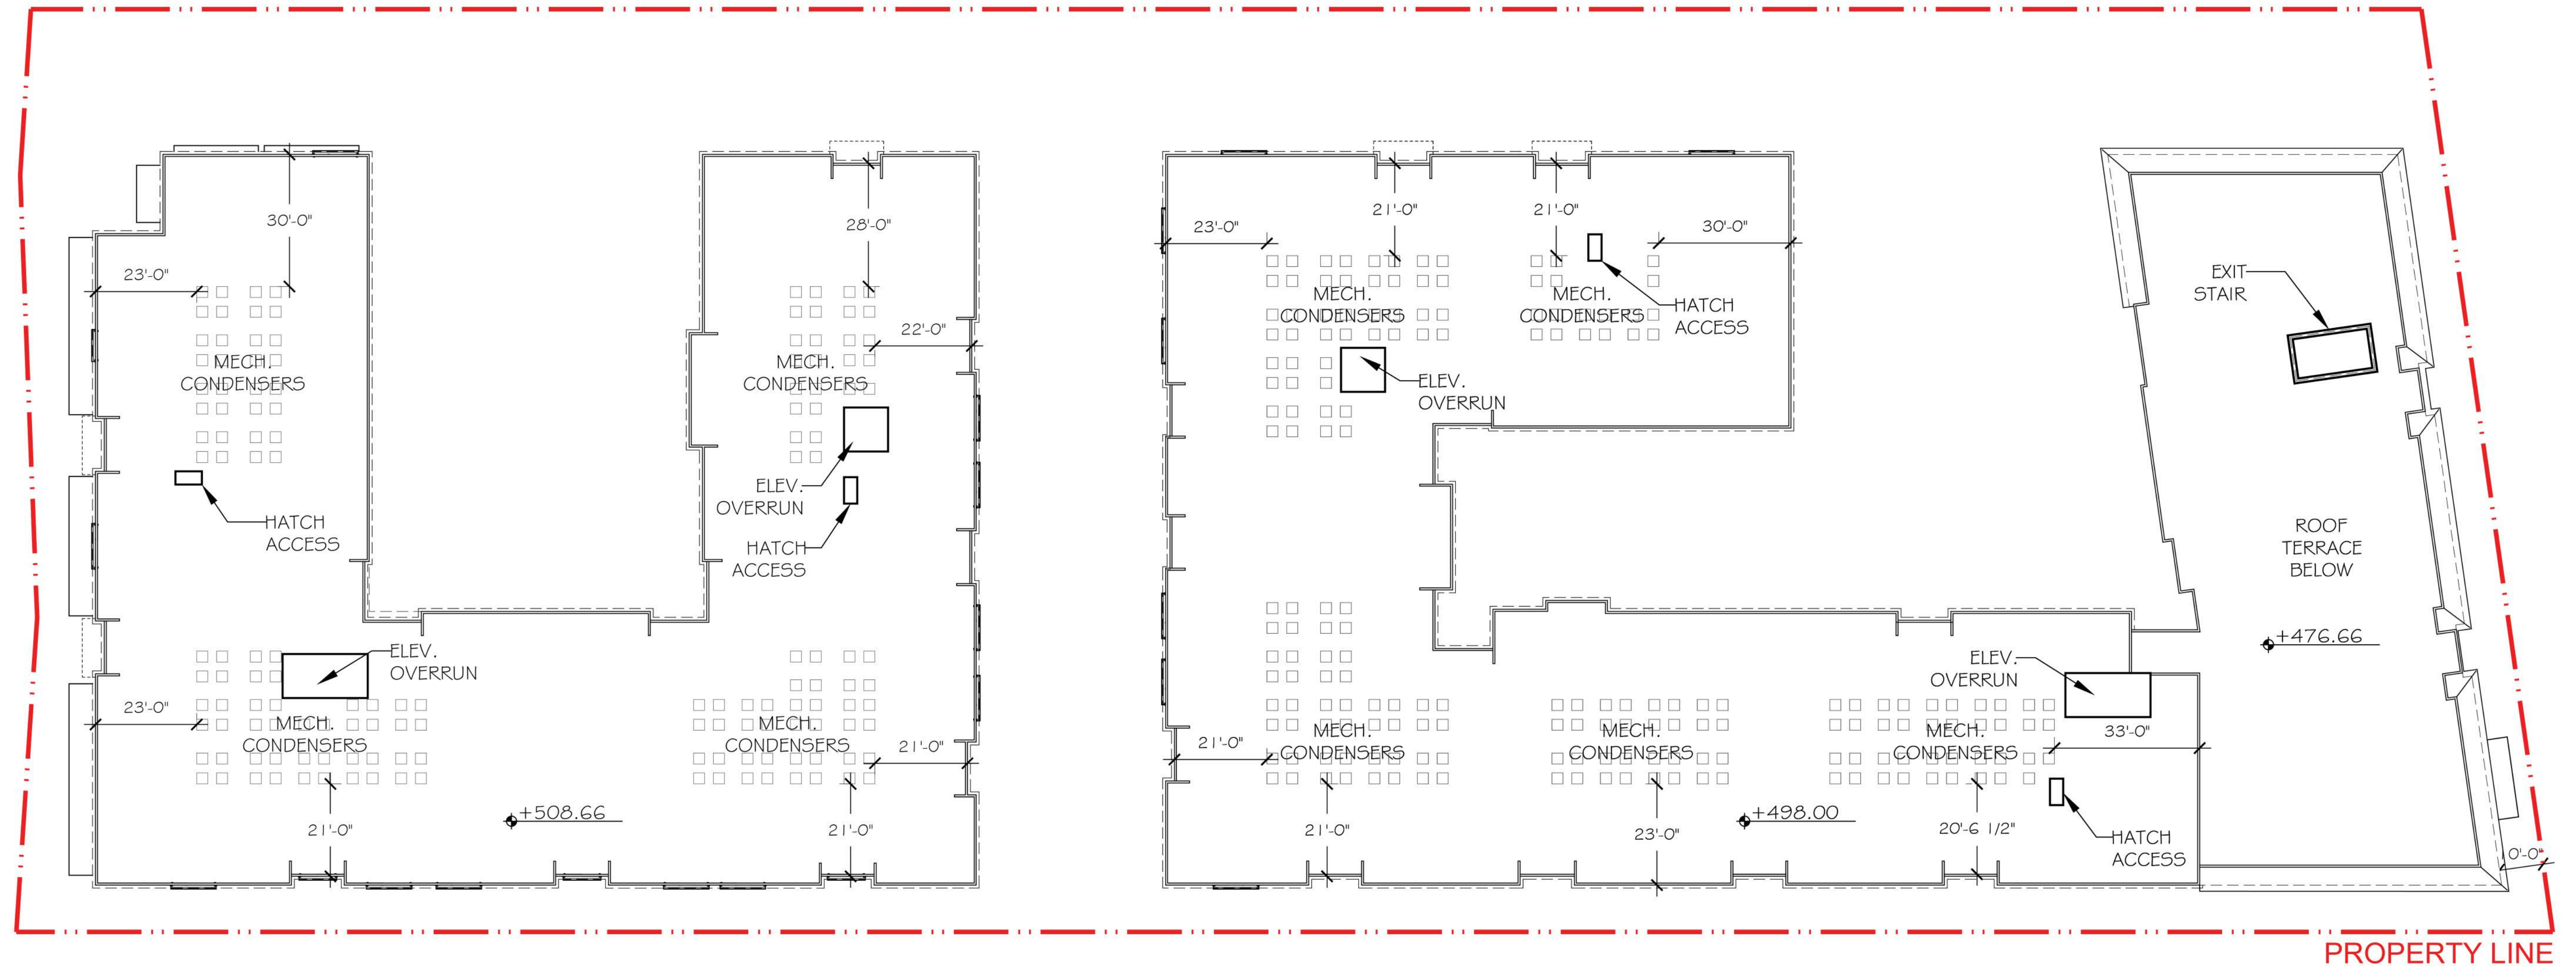 30'-0"
23'-0"
MECH.
CONDENSERS
HATCH
ACCESS
ELEV.
OVERRUN
23'-0"
MECH.
CONDENSERS
21'-0"
+508.66
28'-0"
22'-0"
MECH.
CONDENSERS
ELEV.
OVERRUN
HATCH
ACCESS
MECH.
CONDENSERS
21'-0"
21'-0"
23'-0"
21'-0"
21'-0"
30'-0"
MECH.
CONDENSERS
MECH.
CONDENSERS
HATCH
ACCESS
ELEV.
OVERRUN
21'-0"
MECH.
CONDENSERS
21'-0"
MECH.
CONDENSERS
23'-0"
+498.00
MECH.
CONDENSERS
20'-6 1/2"
ELEV.
OVERRUN
33'-0"
HATCH
ACCESS
EXIT
STAIR
ROOF
TERRACE
BELOW
+476.66
0'-0"
PROPERTY LINE